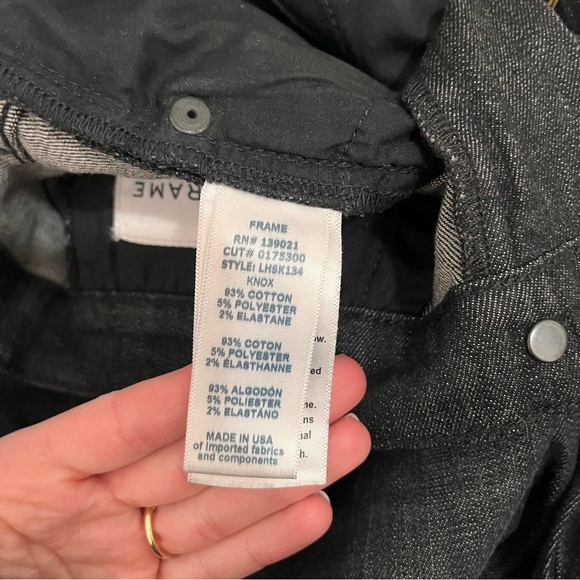 FRAME
FRAME
RN# 139021
CUT# 0175300
STYLE: LHSK134
KNOX
93% COTTON
5% POLYESTER
2% ELASTANE
93% COTON
5% POLYESTER
2% ELASTHANNE
93% ALGODÓN
5% POLIESTER
2% ELASTANO
MADE IN USA
of imported fabrics
and components